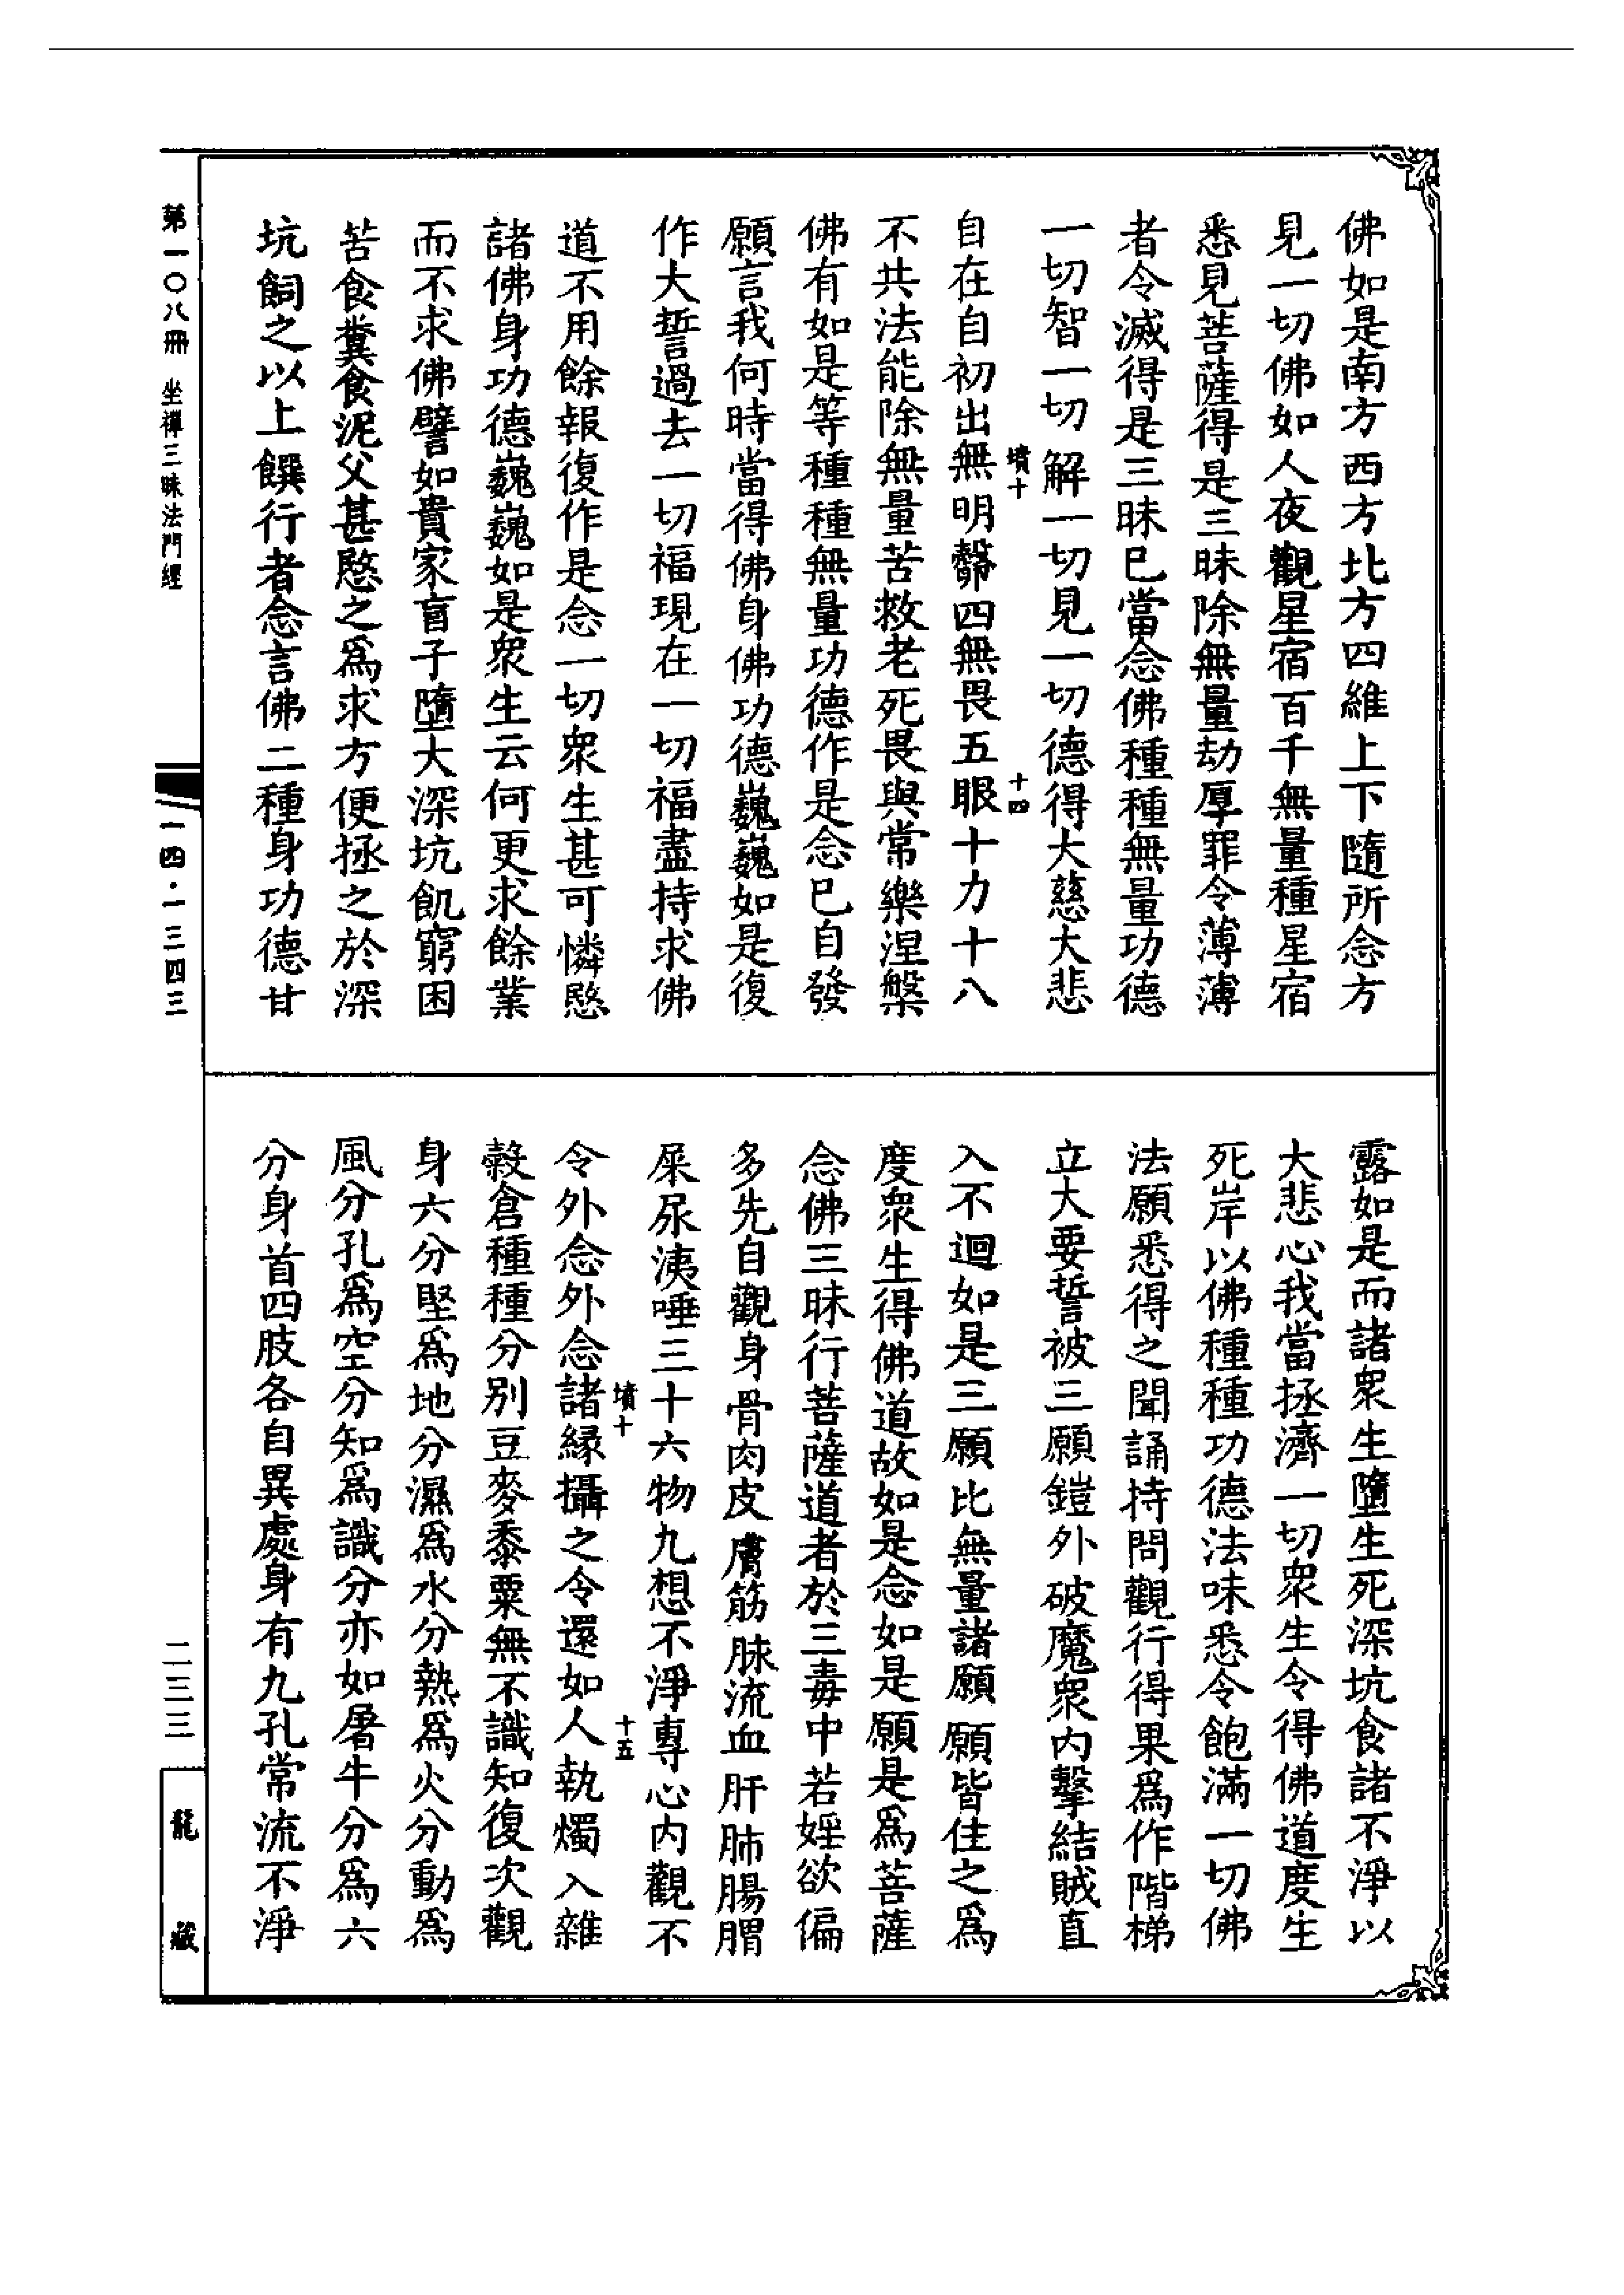 佛如是南方西方北方四維上下隨所念方
見一切佛如人夜觀星宿百千無量種星宿
悉見菩薩得是三昧除無量劫厚罪令薄薄
者令滅得是三昧已當念佛種種無量功德
一切智一切解一切見一切德得大慈大悲
墳十
十四
自在自初出無明㲉四無畏五眼十力十八
不共法能除無量苦救老死畏與常樂涅槃
佛有如是等種種無量功德作是念已自發
願言我何時當得佛身佛功德巍巍如是復
作大誓過去一切福現在一切福盡持求佛
道不用餘報復作是念一切眾生甚可憐愍
諸佛身功德巍巍如是眾生云何更求餘業
而不求佛譬如貴家盲子墮大深坑飢窮困
苦食糞食泥父甚愍之爲求方便拯之於深
坑飼之以上饌行者念言佛二種身功德甘
露如是而諸眾生墮生死深坑食諸不淨以
大悲心我當拯濟一切眾生令得佛道度生
死岸以佛種種功德法味悉令飽滿一切佛
法願悉得之聞誦持問觀行得果爲作階梯
立大要誓被三願鎧外破魔眾內擊結賊直
入不迴如是三願比無量諸願願皆住之爲
度眾生得佛道故如是念如是願是爲菩薩
念佛三昧行菩薩道者於三毒中若婬欲偏
多先自觀身骨肉皮膚筋脉流血肝肺腸胃
屎尿洟唾三十六物九想不淨專心內觀不
墳十
十五
令外念外念諸緣攝之令還如人執燭入雜
穀倉種種分別豆麥黍粟無不識知復次觀
身六分堅爲地分濕爲水分熱爲火分動爲
風分孔爲空分知爲識分亦如屠牛分爲六
分身首四肢各自異處身有九孔常流不淨
第一〇八冊 坐禪三昧法門經
一四·一三四三
二三三
龍藏